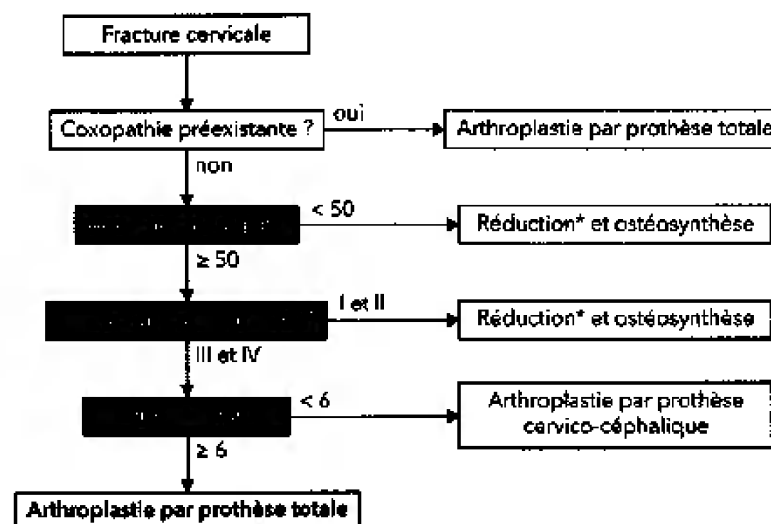 Fracture cervicale
Coxopathie préexistante ?
oui
Arthroplastie par prothèse totale
non
< 50
Réduction* et ostéosynthèse
≥ 50
I et II
Réduction* et ostéosynthèse
III et IV
< 6
Arthroplastie par prothèse
cervico-céphalique
≥ 6
Arthroplastie par prothèse totale